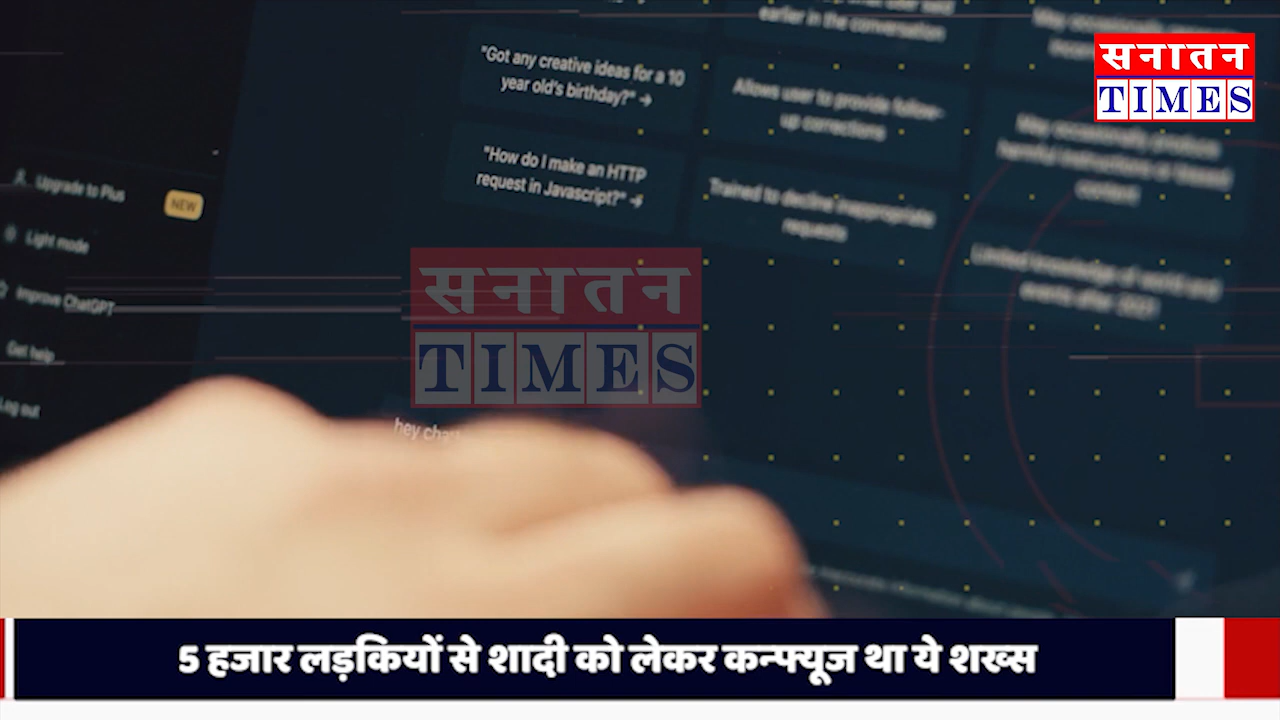 earlier in the conversation
"Got any creative ideas for a 10
year old's birthday?" →
Allows user to provide follow-
up corrections
"How do I make an HTTP
request in Javascript?" →
May occasionally produce
harmful instructions or biased
content
Trained to decline inappropriate
requests
Limited knowledge of world and
events after 2021
Upgrade to Plus
NEW
Light mode
Improve ChatGPT
Get help
Log out
hey
सनातन
TIMES
सनातन
TIMES
5 हजार लड़कियों से शादी को लेकर कन्फ्यूज था ये शख्स